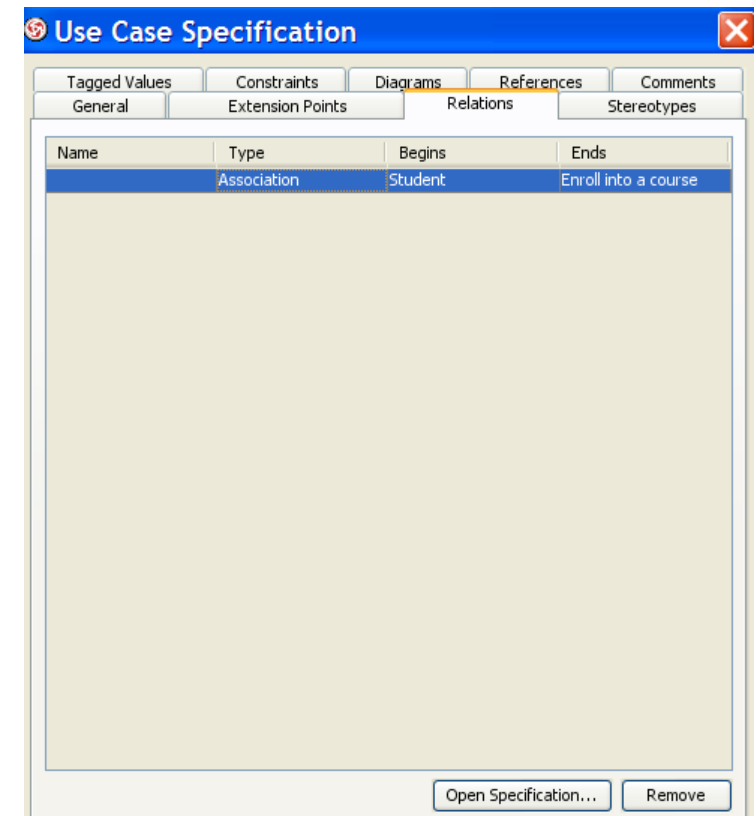 Use Case Specification
Tagged Values Constraints Diagrams References Comments
General Extension Points Relations Stereotypes
Name Type Begins Ends
Association Student Enroll into a course
Open Specification... Remove